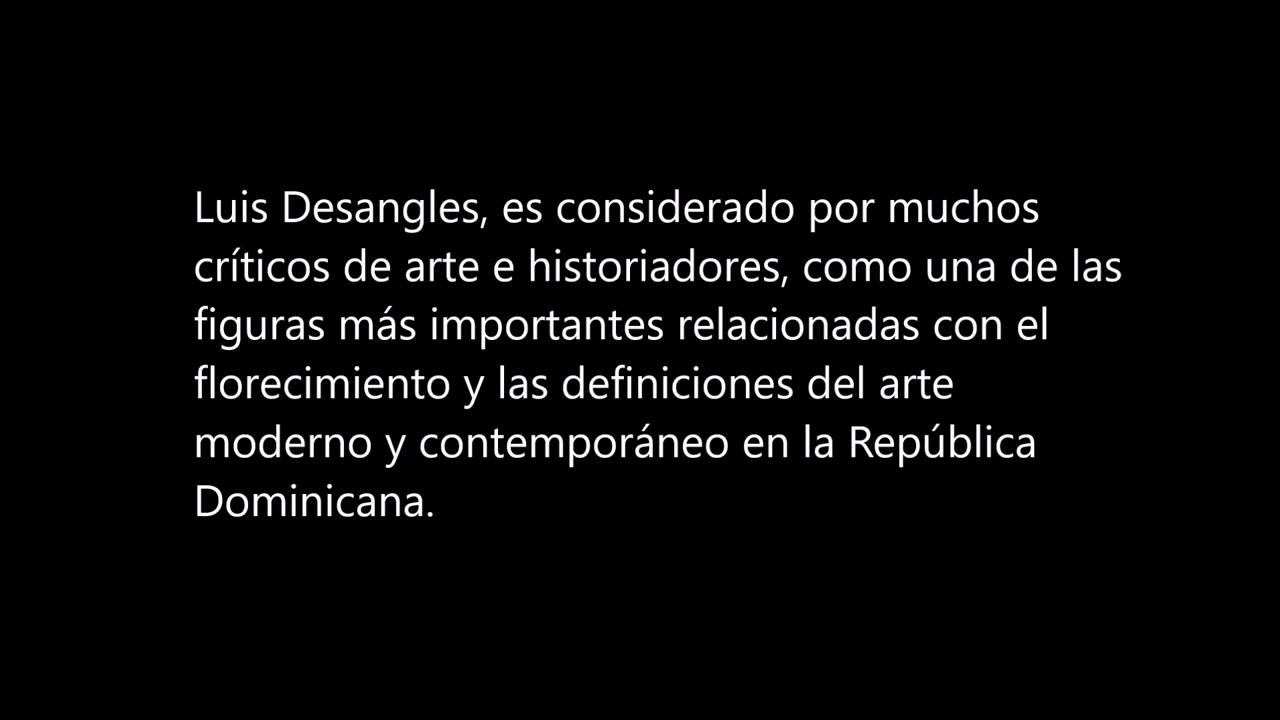 Luis Desangles, es considerado por muchos
críticos de arte e historiadores, como una de las
figuras más importantes relacionadas con el
florecimiento y las definiciones del arte
moderno y contemporáneo en la República
Dominicana.